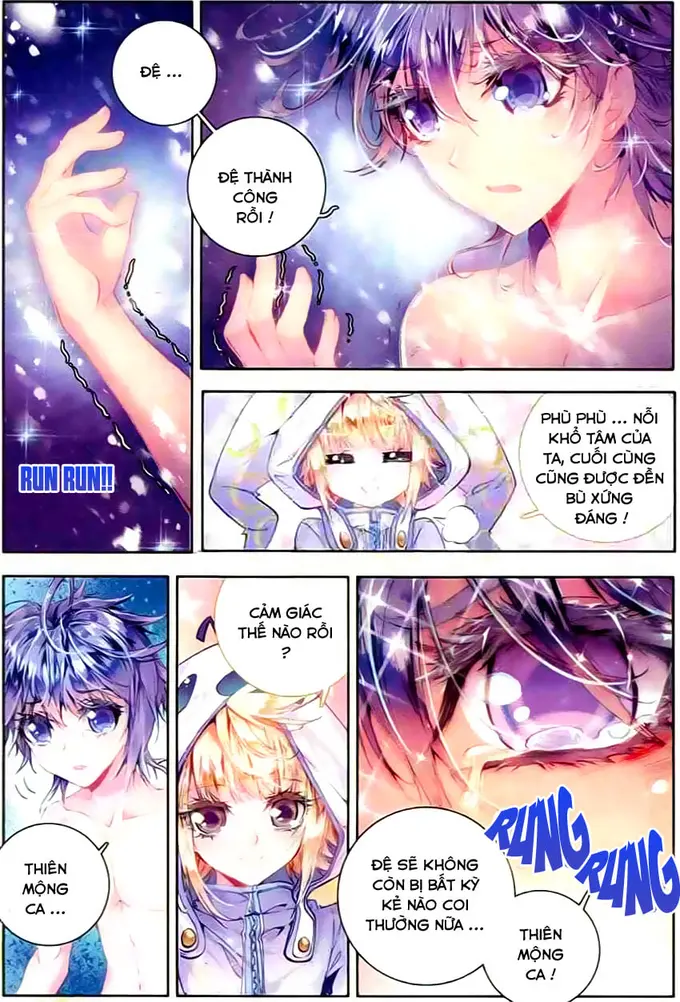 ĐỆ ...
ĐỆ THÀNH
CÔNG
RỒI !
RUN RUN!!
PHÙ PHÙ ... NỖI
KHỔ TÂM CỦA
TA, CUỐI CÙNG
CŨNG ĐƯỢC ĐỀN
BÙ XỨNG
ĐÁNG !
THIÊN
MỘNG
CA ...
CẢM GIÁC
THẾ NÀO RỒI
?
RƯNG
RƯNG
ĐỆ SẼ KHÔNG
CÒN BỊ BẤT KỲ
KẺ NÀO COI
THƯỜNG NỮA ...
THIÊN
MỘNG
CA !